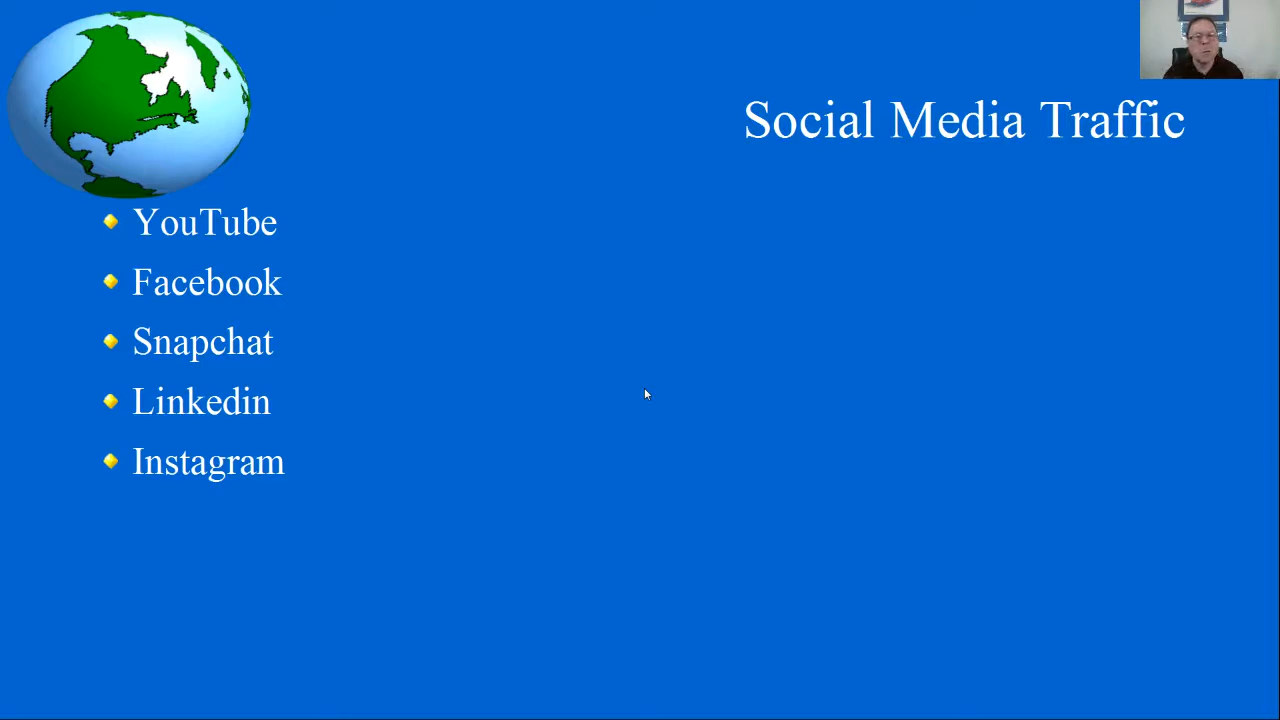 Social Media Traffic
YouTube
Facebook
Snapchat
Linkedin
Instagram